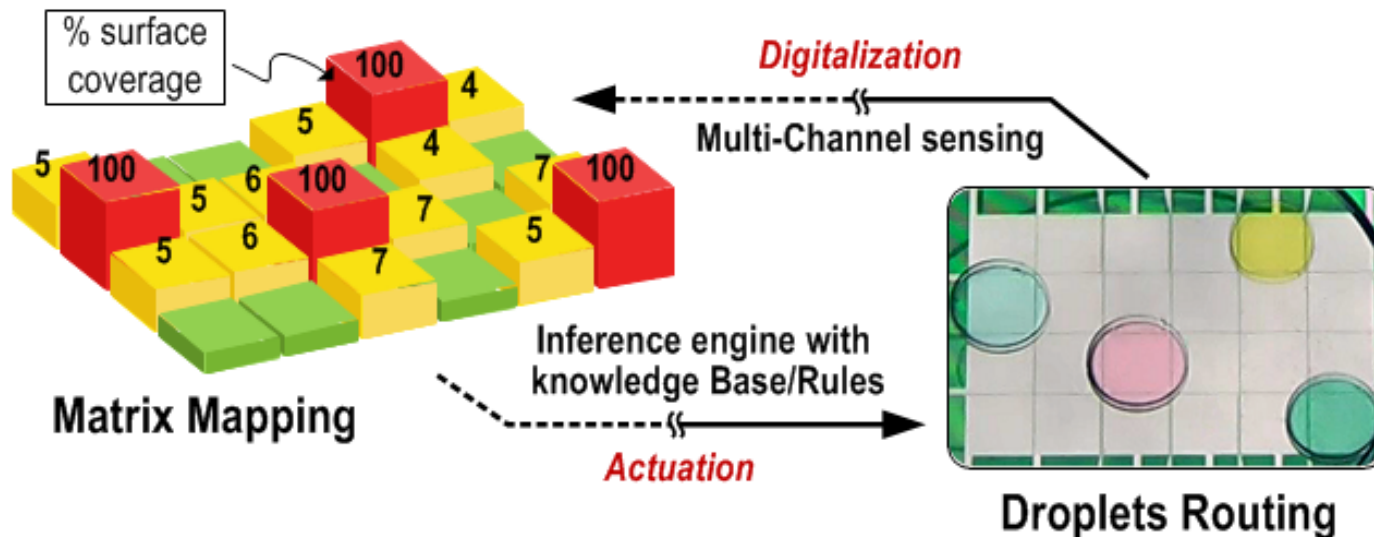 % surface
coverage
100
4
5
4
5
100
6
100
7
100
5
7
6
5
5
7
Matrix Mapping
Digitalization
Multi-Channel sensing
Inference engine with
knowledge Base/Rules
Actuation
Droplets Routing